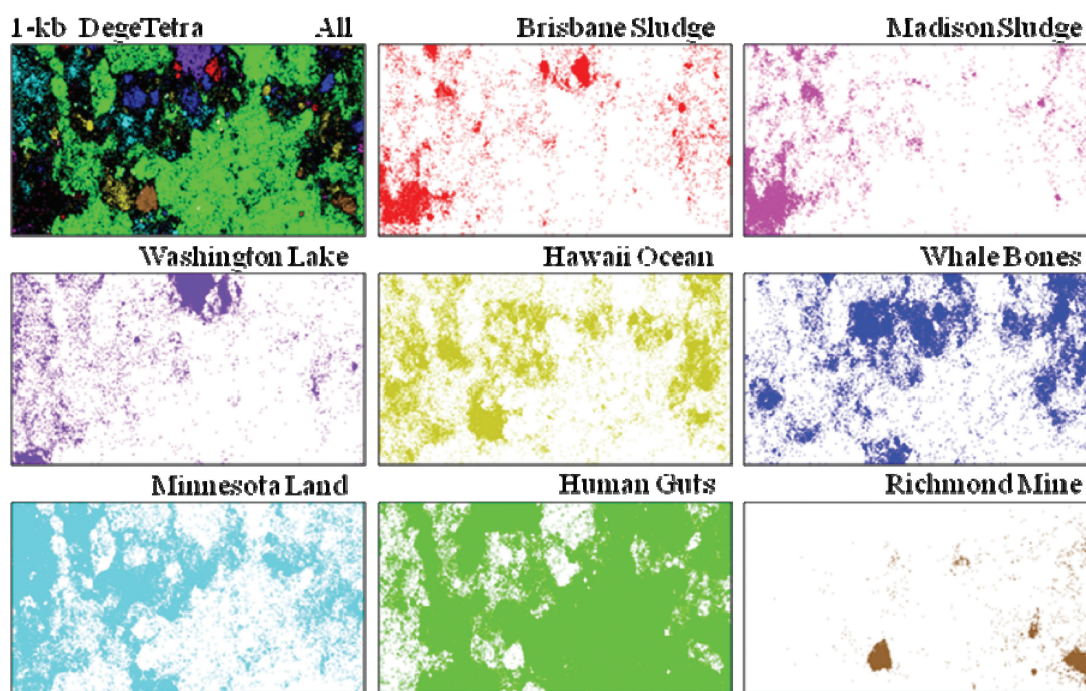 1-kb DegeTetra All
Brisbane Sludge
Madison Sludge
Washington Lake
Hawaii Ocean
Whale Bones
Minnesota Land
Human Guts
Richmond Mine